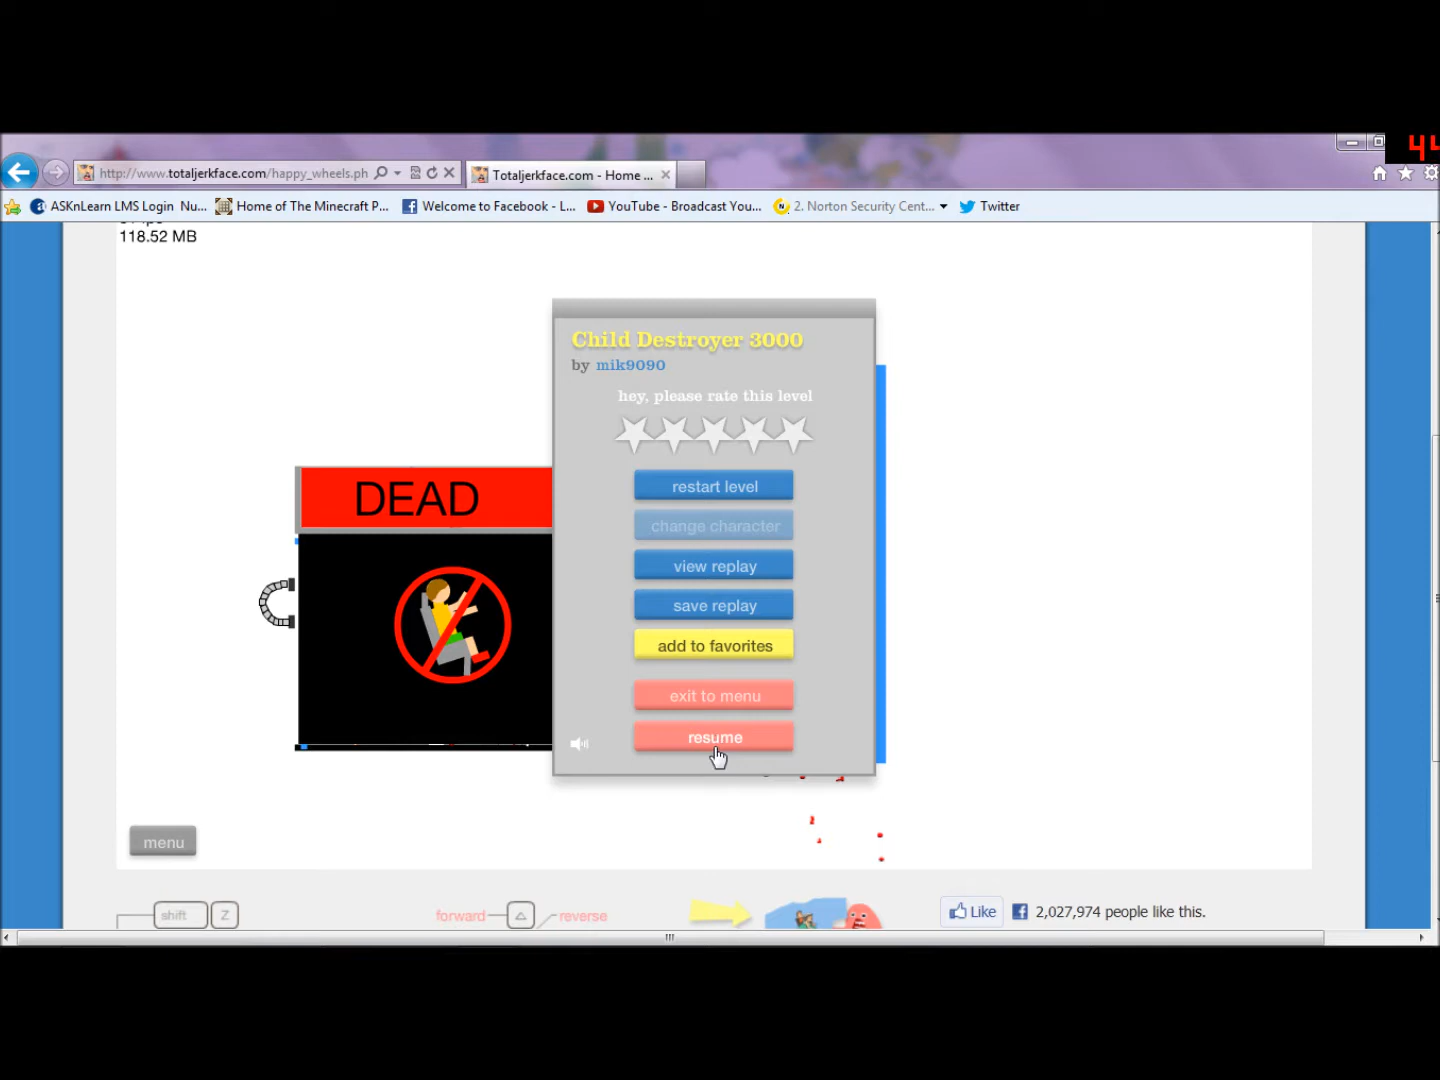 44
http://www.totaljerkface.com/happy_wheels.ph
Totaljerkface.com - Home ...
ASKnLearn LMS Login Nu...
Home of The Minecraft P...
Welcome to Facebook - L...
YouTube - Broadcast You...
2. Norton Security Cent...
Twitter
118.52 MB
Child Destroyer 3000
by mik9090
hey, please rate this level
restart level
DEAD
change character
view replay
save replay
add to favorites
exit to menu
resume
menu
shift
Z
forward
reverse
Like
2,027,974 people like this.